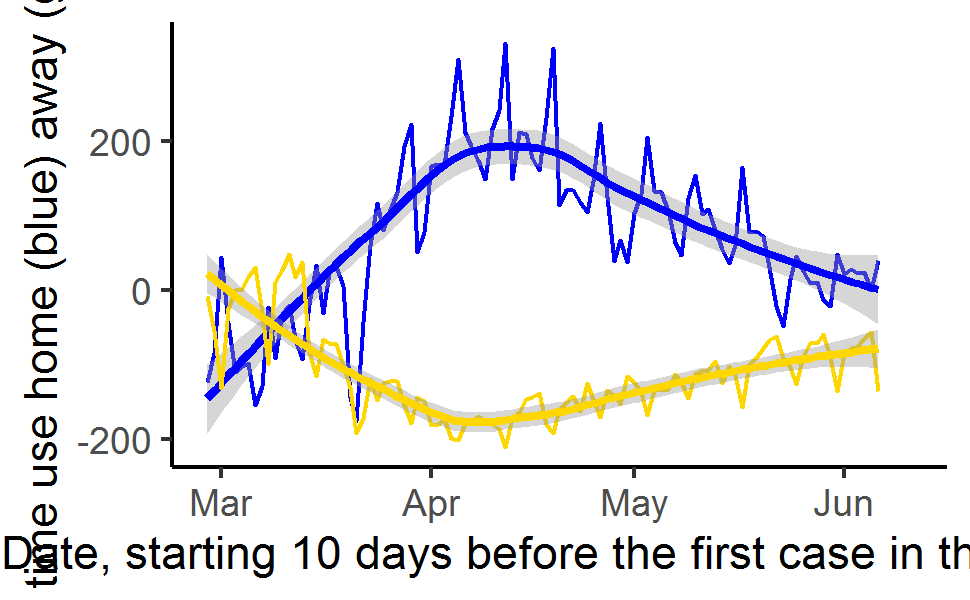 time use home (blue) away (
200
0
-200
Mar Apr May Jun
Date, starting 10 days before the first case in th